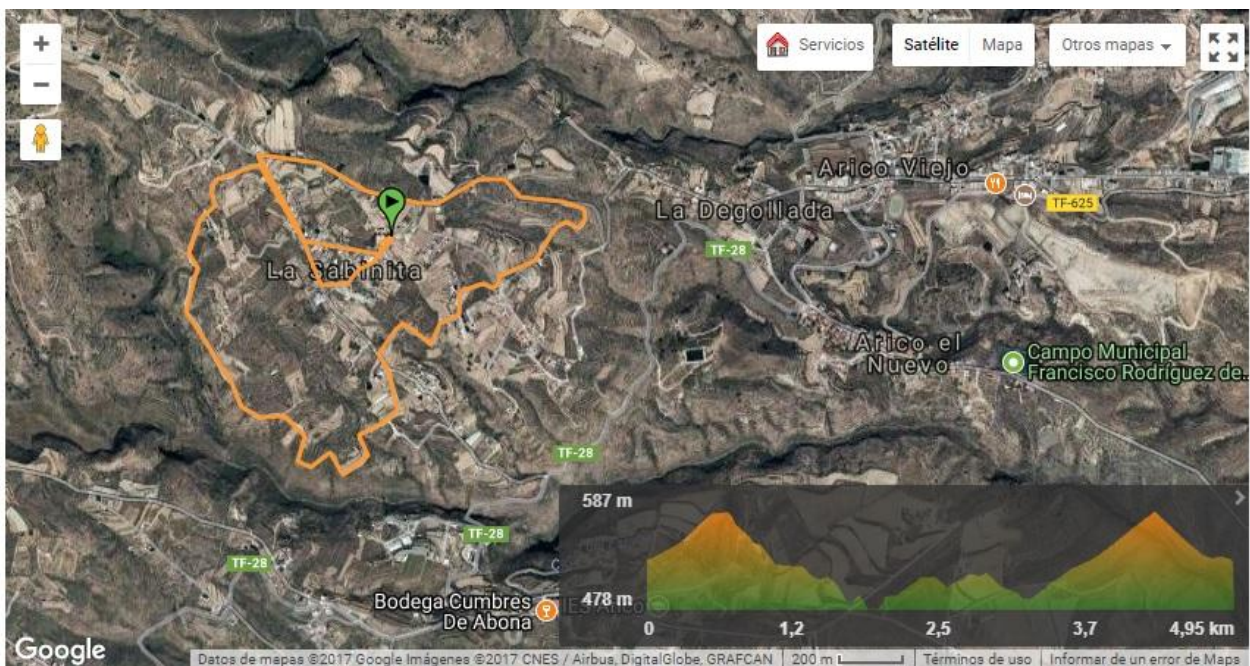 +
Servicios
Satélite
Mapa
Otros mapas
−
Arico Viejo
La Degollada
TF-625
TF-28
La Sabinita
Arico el
Nuevo
Campo Municipal
Francisco Rodríguez de...
TF-28
587 m
TF-28
TF-28
Bodega Cumbres
De Abona
478 m
0
1,2
2,5
3,7
4,95 km
Google
Datos de mapas ©2017 Google Imágenes ©2017 CNES / Airbus, DigitalGlobe, GRAFCAN
200 m
Términos de uso
Informar de un error de Maps